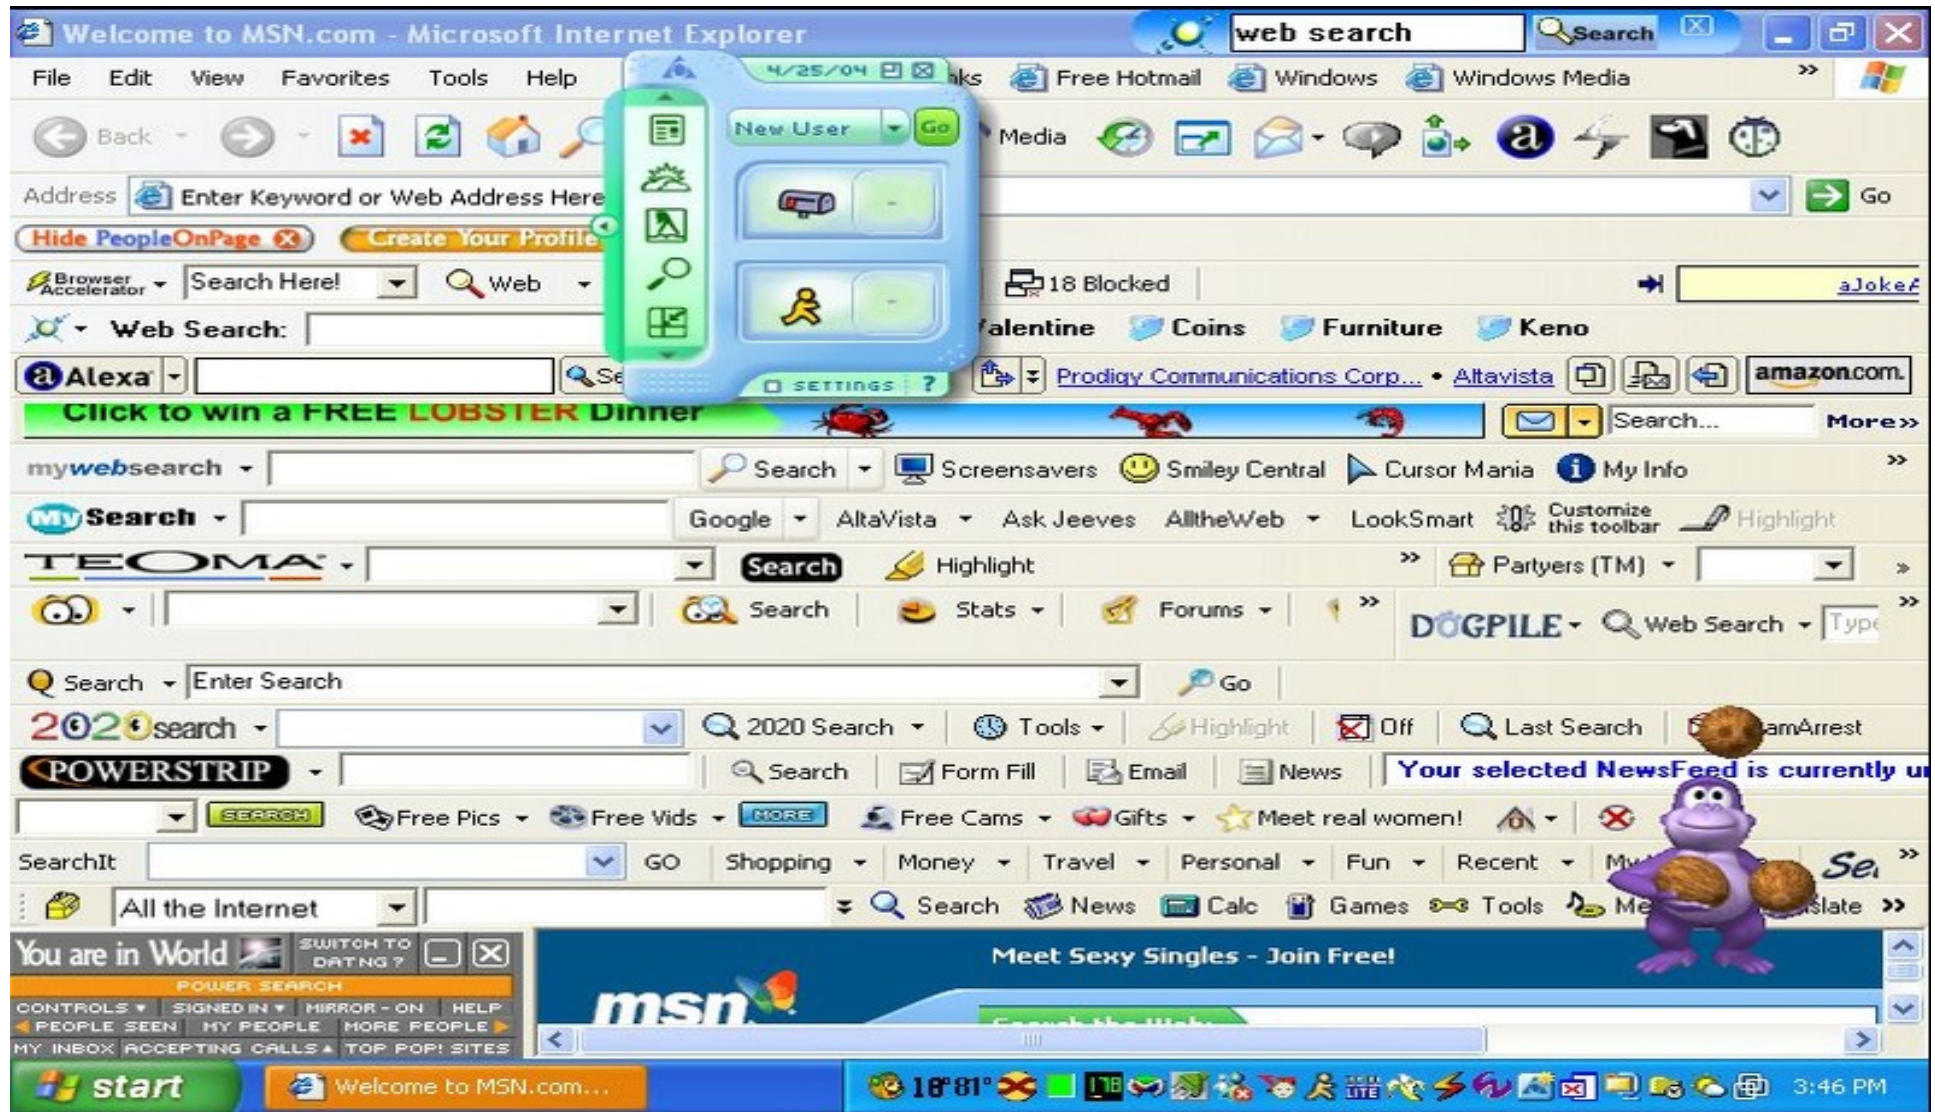 Welcome to MSN.com - Microsoft Internet Explorer
web search Search
File Edit View Favorites Tools Help
4/25/04
Free Hotmail Windows Windows Media »
Back
New User Go
Media
Address Enter Keyword or Web Address Here Go
Hide PeopleOnPage Create Your Profile
Browser Accelerator Search Here! Web 18 Blocked aJoke
Web Search: Coins Furniture Keno
Alexa Prodigy Communications Corp... • Altavista amazon.com.
SETTINGS ?
Click to win a FREE LOBSTER Dinner Search... More»
mywebsearch Search Screensavers Smiley Central Cursor Mania My Info »
MySearch Google AltaVista Ask Jeeves AlltheWeb LookSmart Customize this toolbar Highlight
TEOMA Search Highlight » Partyers (TM) »
Search Stats Forums » DOGPILE Web Search Type »
Search Enter Search Go
2020search 2020 Search Tools Highlight Off Last Search
POWERSTRIP Search Form Fill Email News Your selected NewsFeed is currently
SEARCH Free Pics Free Vids MORE Free Cams Gifts Meet real women!
SearchIt GO Shopping Money Travel Personal Fun Recent »
All the Internet Search News Calc Games Tools »
You are in World SWITCH TO DATNG?
Meet Sexy Singles - Join Free!
POWER SEARCH
CONTROLS SIGNED IN MIRROR - ON HELP
msn
PEOPLE SEEN MY PEOPLE MORE PEOPLE
MY INBOX ACCEPTING CALLS TOP POP! SITES
start Welcome to MSN.com... 81° 3:46 PM